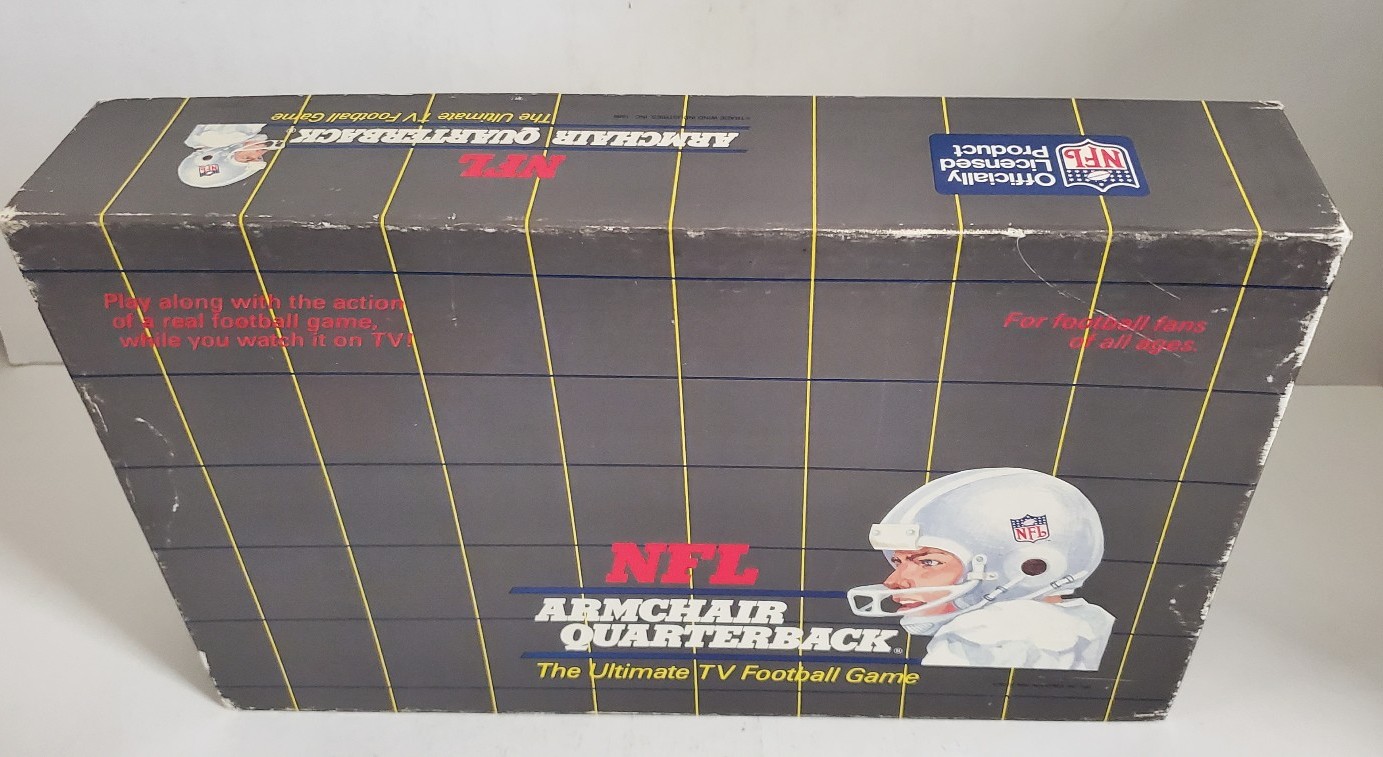 The Ultimate TV Football Game
ARMCHAIR QUARTERBACK®
NFL
Officially
Licensed
Product
NFL
NFL
Play along with the action
of a real football game,
while you watch it on TV!
For football fans
of all ages.
NFL
NFL
ARMCHAIR
QUARTERBACK®
The Ultimate TV Football Game